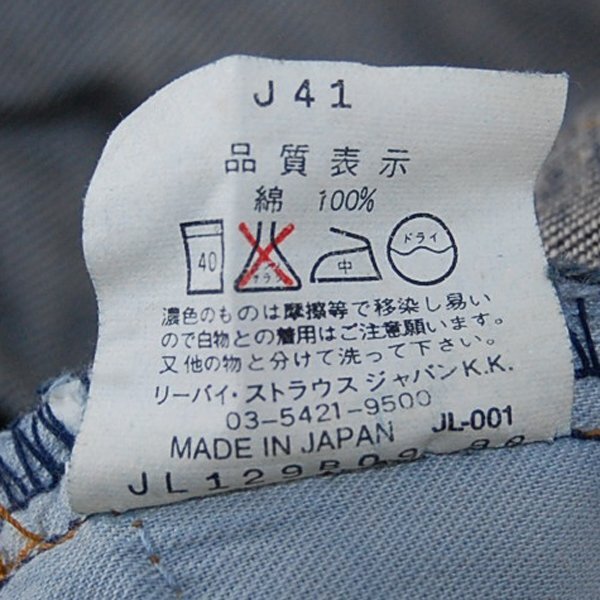 J41
品質表示
綿 100%
40 中 ドライ
濃色のものは摩擦等で移染し易い
ので白物との着用はご注意願います。
又他の物と分けて洗って下さい。
リーバイ・ストラウス ジャパンK.K.
03-5421-9500
MADE IN JAPAN JL-001